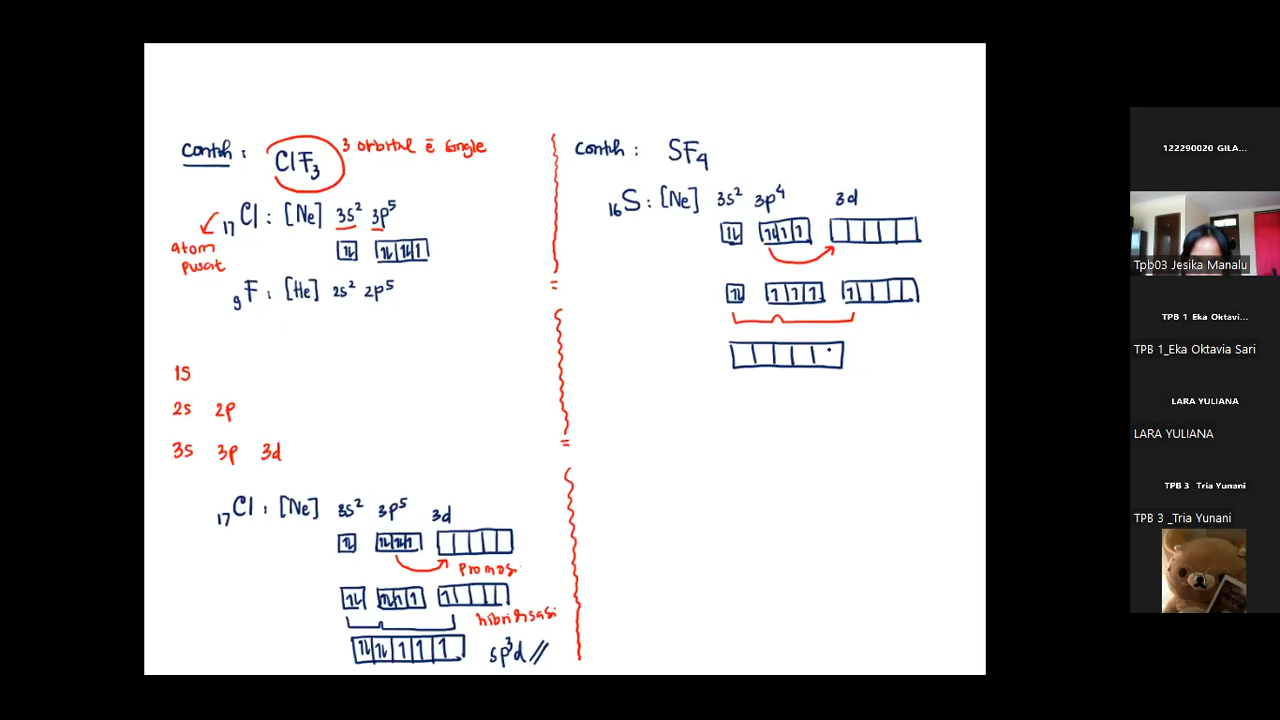 Contoh : ClF3 3 orbital ē single
17Cl : [Ne] 3s² 3p⁵
atom
pusat
9F : [He] 2s² 2p⁵
1s
2s 2p
3s 3p 3d
17Cl : [Ne] 3s² 3p⁵ 3d
promosi
hibridisasi
sp³d //
Contoh : SF4
16S : [Ne] 3s² 3p⁴ 3d
122290020 GILA...
Tpb03 Jesika Manalu
TPB 1 Eka Oktavi...
TPB 1_Eka Oktavia Sari
LARA YULIANA
LARA YULIANA
TPB 3 Tria Yunani
TPB 3 _Tria Yunani